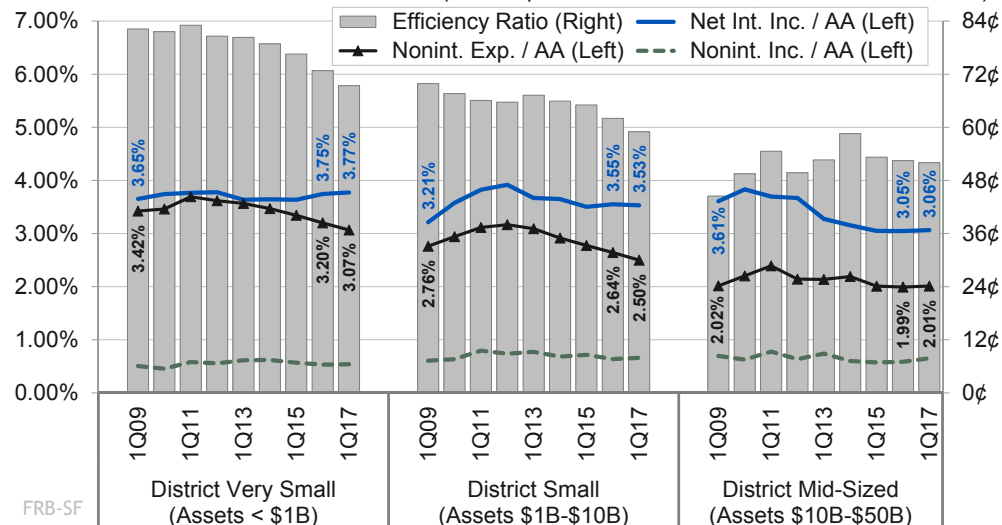 Efficiency Ratio (Right)
Net Int. Inc. / AA (Left)
Nonint. Exp. / AA (Left)
Nonint. Inc. / AA (Left)
7.00%
6.00%
5.00%
4.00%
3.00%
2.00%
1.00%
0.00%
84¢
72¢
60¢
48¢
36¢
24¢
12¢
0¢
3.65%
3.75%
3.77%
3.42%
3.20%
3.07%
3.21%
3.55%
3.53%
2.76%
2.64%
2.50%
3.61%
3.05%
3.06%
2.02%
1.99%
2.01%
1Q09
1Q11
1Q13
1Q15
1Q17
1Q09
1Q11
1Q13
1Q15
1Q17
1Q09
1Q11
1Q13
1Q15
1Q17
District Very Small
(Assets < $1B)
District Small
(Assets $1B-$10B)
District Mid-Sized
(Assets $10B-$50B)
FRB-SF